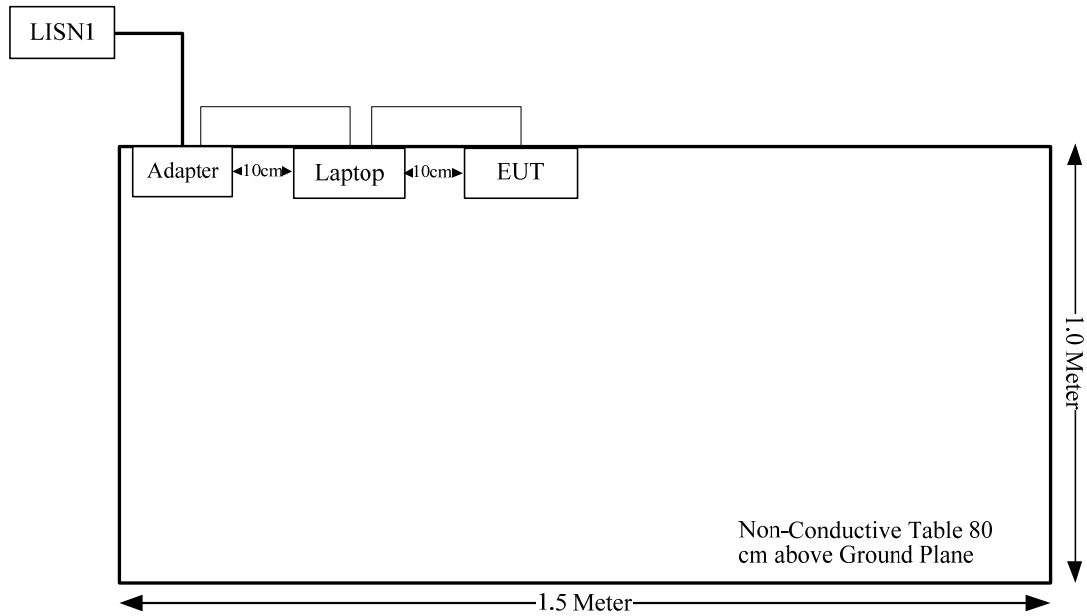 LISN1
Adapter
10cm
Laptop
10cm
EUT
1.0 Meter
Non-Conductive Table 80
cm above Ground Plane
1.5 Meter